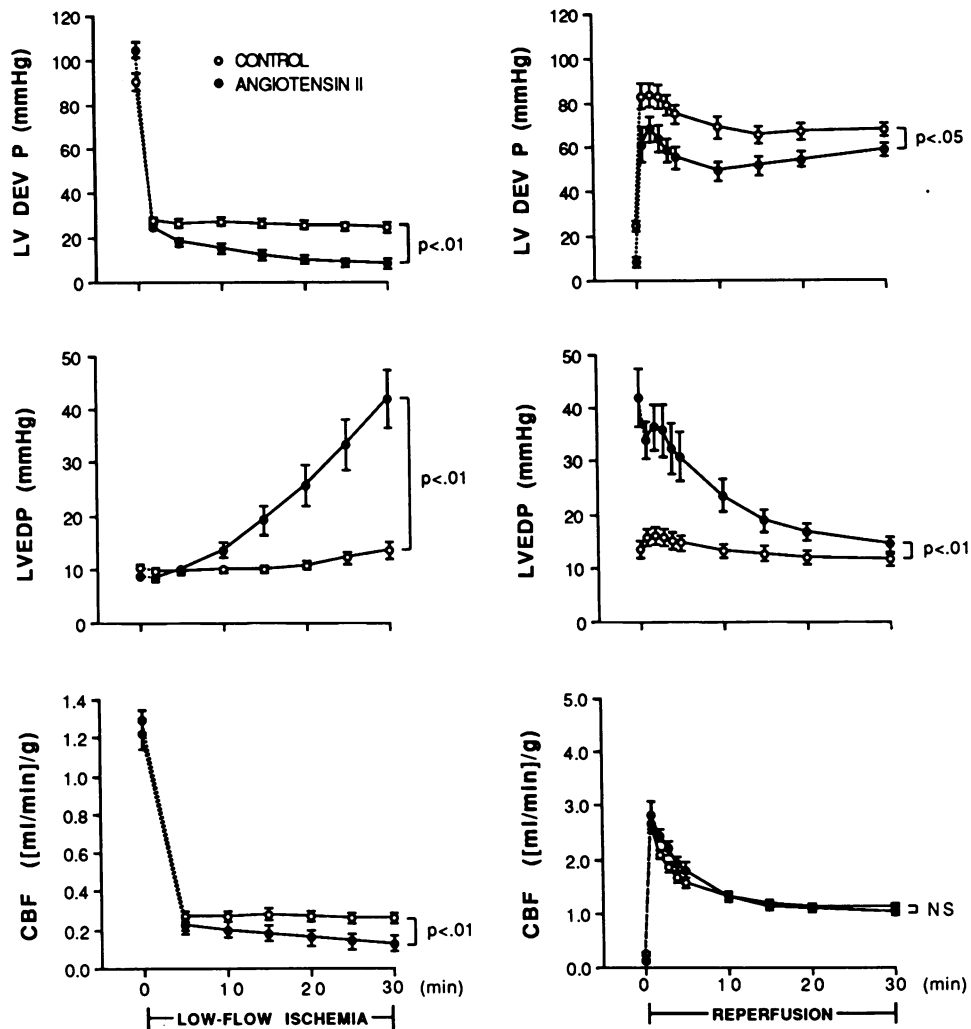 LV DEV P (mmHg)
120
100
80
60
40
20
0
CONTROL
ANGIOTENSIN II
p<.01
LV DEV P (mmHg)
120
100
80
60
40
20
0
p<.05
LVEDP (mmHg)
50
40
30
20
10
0
p<.01
LVEDP (mmHg)
50
40
30
20
10
0
p<.01
CBF ([ml/min]/g)
1.4
1.2
1.0
0.8
0.6
0.4
0.2
0.0
p<.01
0 10 20 30 (min)
LOW-FLOW ISCHEMIA
CBF ([ml/min]/g)
5.0
4.0
3.0
2.0
1.0
0.0
NS
0 10 20 30 (min)
REPERFUSION